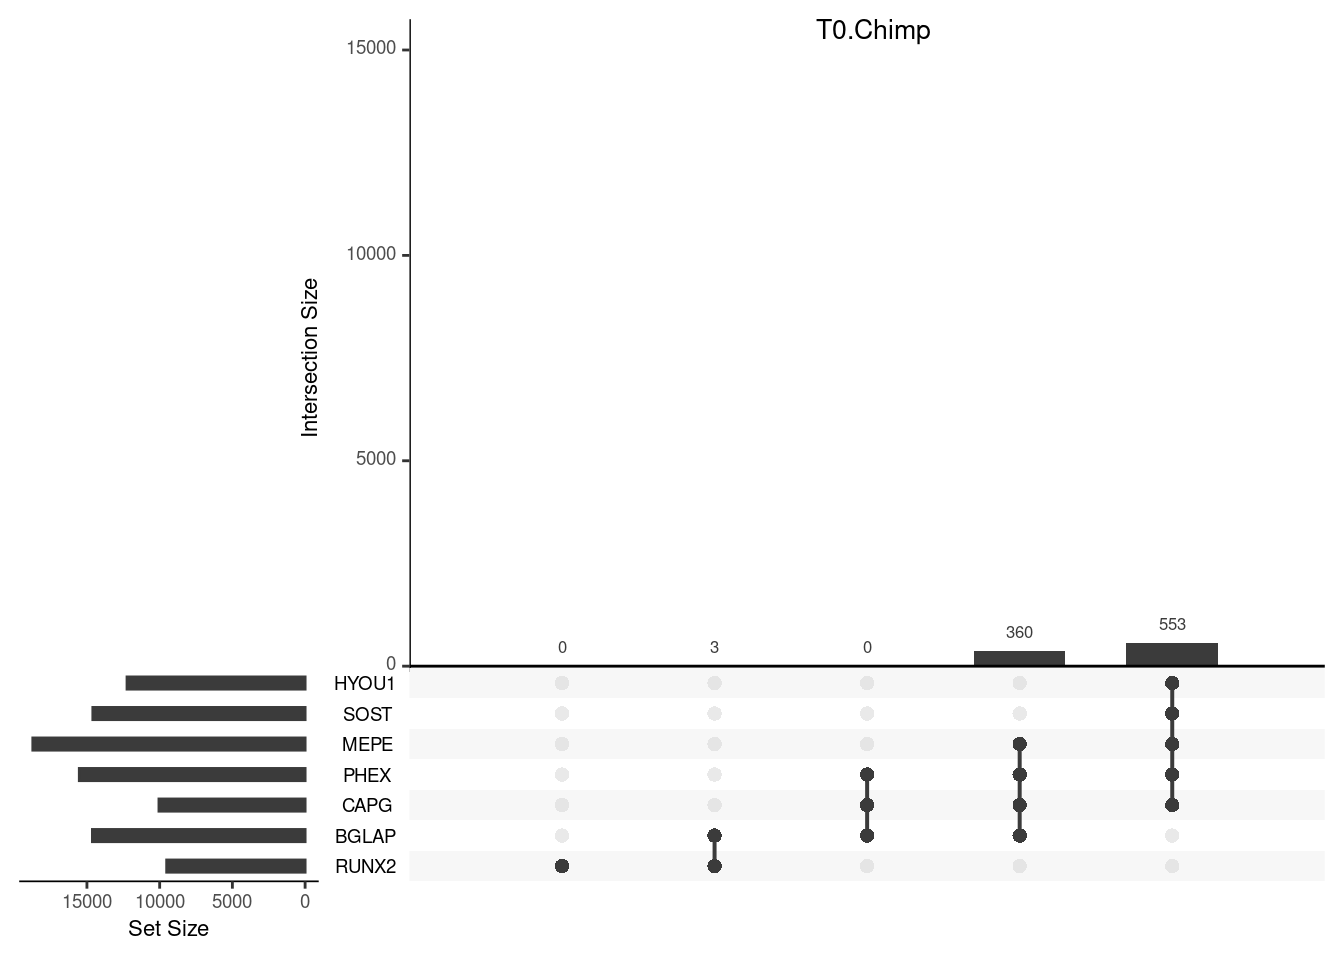 T0.Chimp
15000
10000
5000
0
Intersection Size
0
3
0
360
553
HYOU1
SOST
MEPE
PHEX
CAPG
BGLAP
RUNX2
15000 10000 5000 0
Set Size